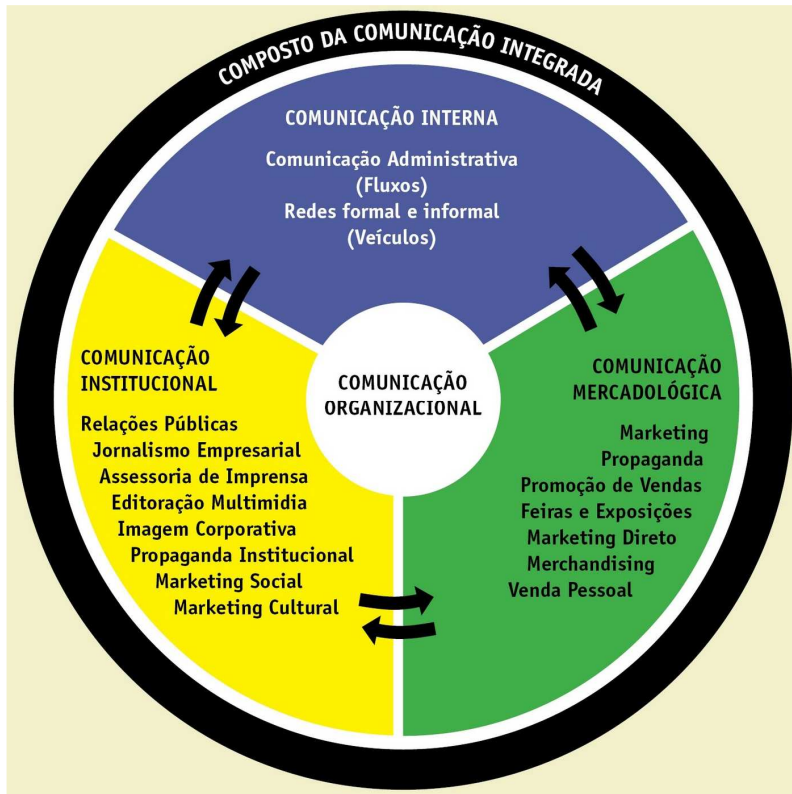 COMPOSTO DA COMUNICAÇÃO INTEGRADA
COMUNICAÇÃO INTERNA
Comunicação Administrativa
(Fluxos)
Redes formal e informal
(Veículos)
COMUNICAÇÃO
INSTITUCIONAL
Relações Públicas
Jornalismo Empresarial
Assessoria de Imprensa
Editoração Multimidia
Imagem Corporativa
Propaganda Institucional
Marketing Social
Marketing Cultural
COMUNICAÇÃO
ORGANIZACIONAL
COMUNICAÇÃO
MERCADOLÓGICA
Marketing
Propaganda
Promoção de Vendas
Feiras e Exposições
Marketing Direto
Merchandising
Venda Pessoal